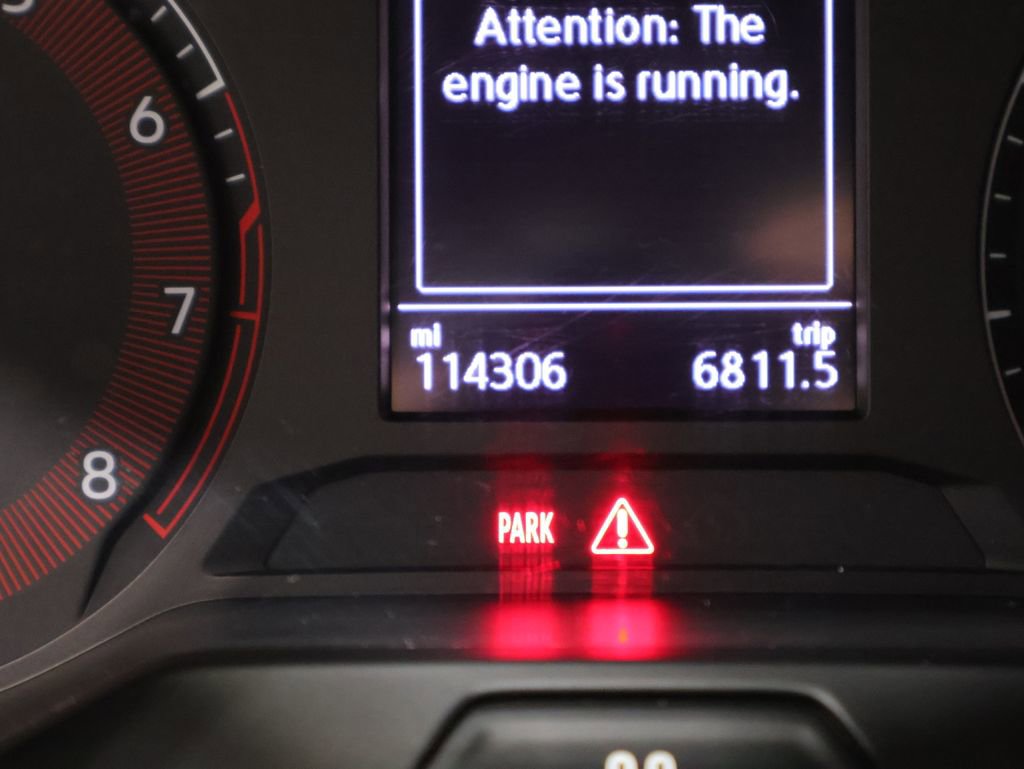 Attention: The
engine is running.
6
7
8
mi
trip
114306
6811.5
PARK